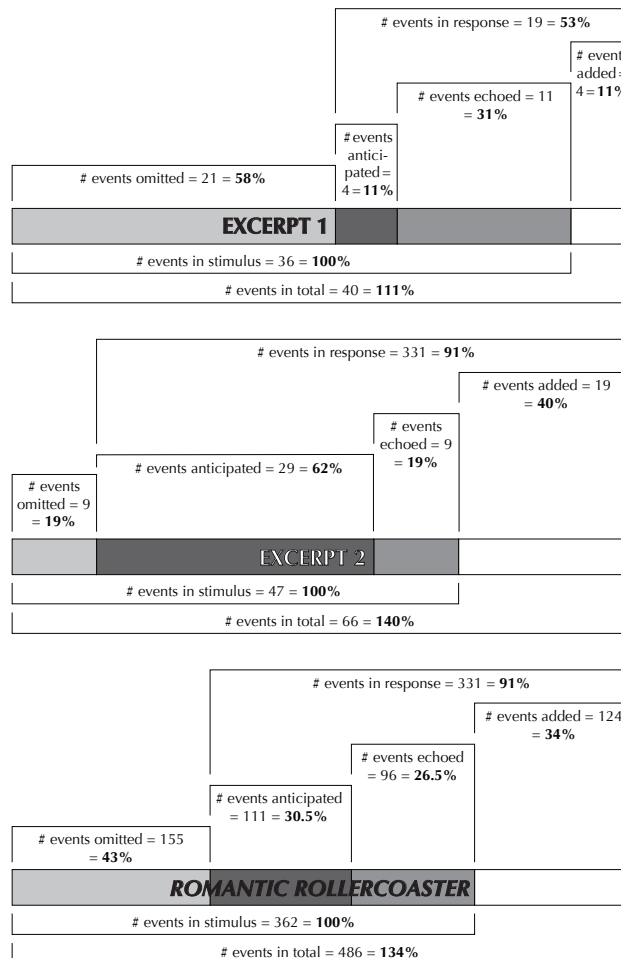 # events in response = 19 = 53%
# event
added =
4 = 11%
# events echoed = 11
= 31%
# events
antici-
pated =
4 = 11%
# events omitted = 21 = 58%
EXCERPT 1
# events in stimulus = 36 = 100%
# events in total = 40 = 111%
# events in response = 331 = 91%
# events added = 19
= 40%
# events
echoed = 9
= 19%
# events anticipated = 29 = 62%
# events
omitted = 9
= 19%
EXCERPT 2
# events in stimulus = 47 = 100%
# events in total = 66 = 140%
# events in response = 331 = 91%
# events added = 124
= 34%
# events echoed
= 96 = 26.5%
# events anticipated
= 111 = 30.5%
# events omitted = 155
= 43%
ROMANTIC ROLLERCOASTER
# events in stimulus = 362 = 100%
# events in total = 486 = 134%